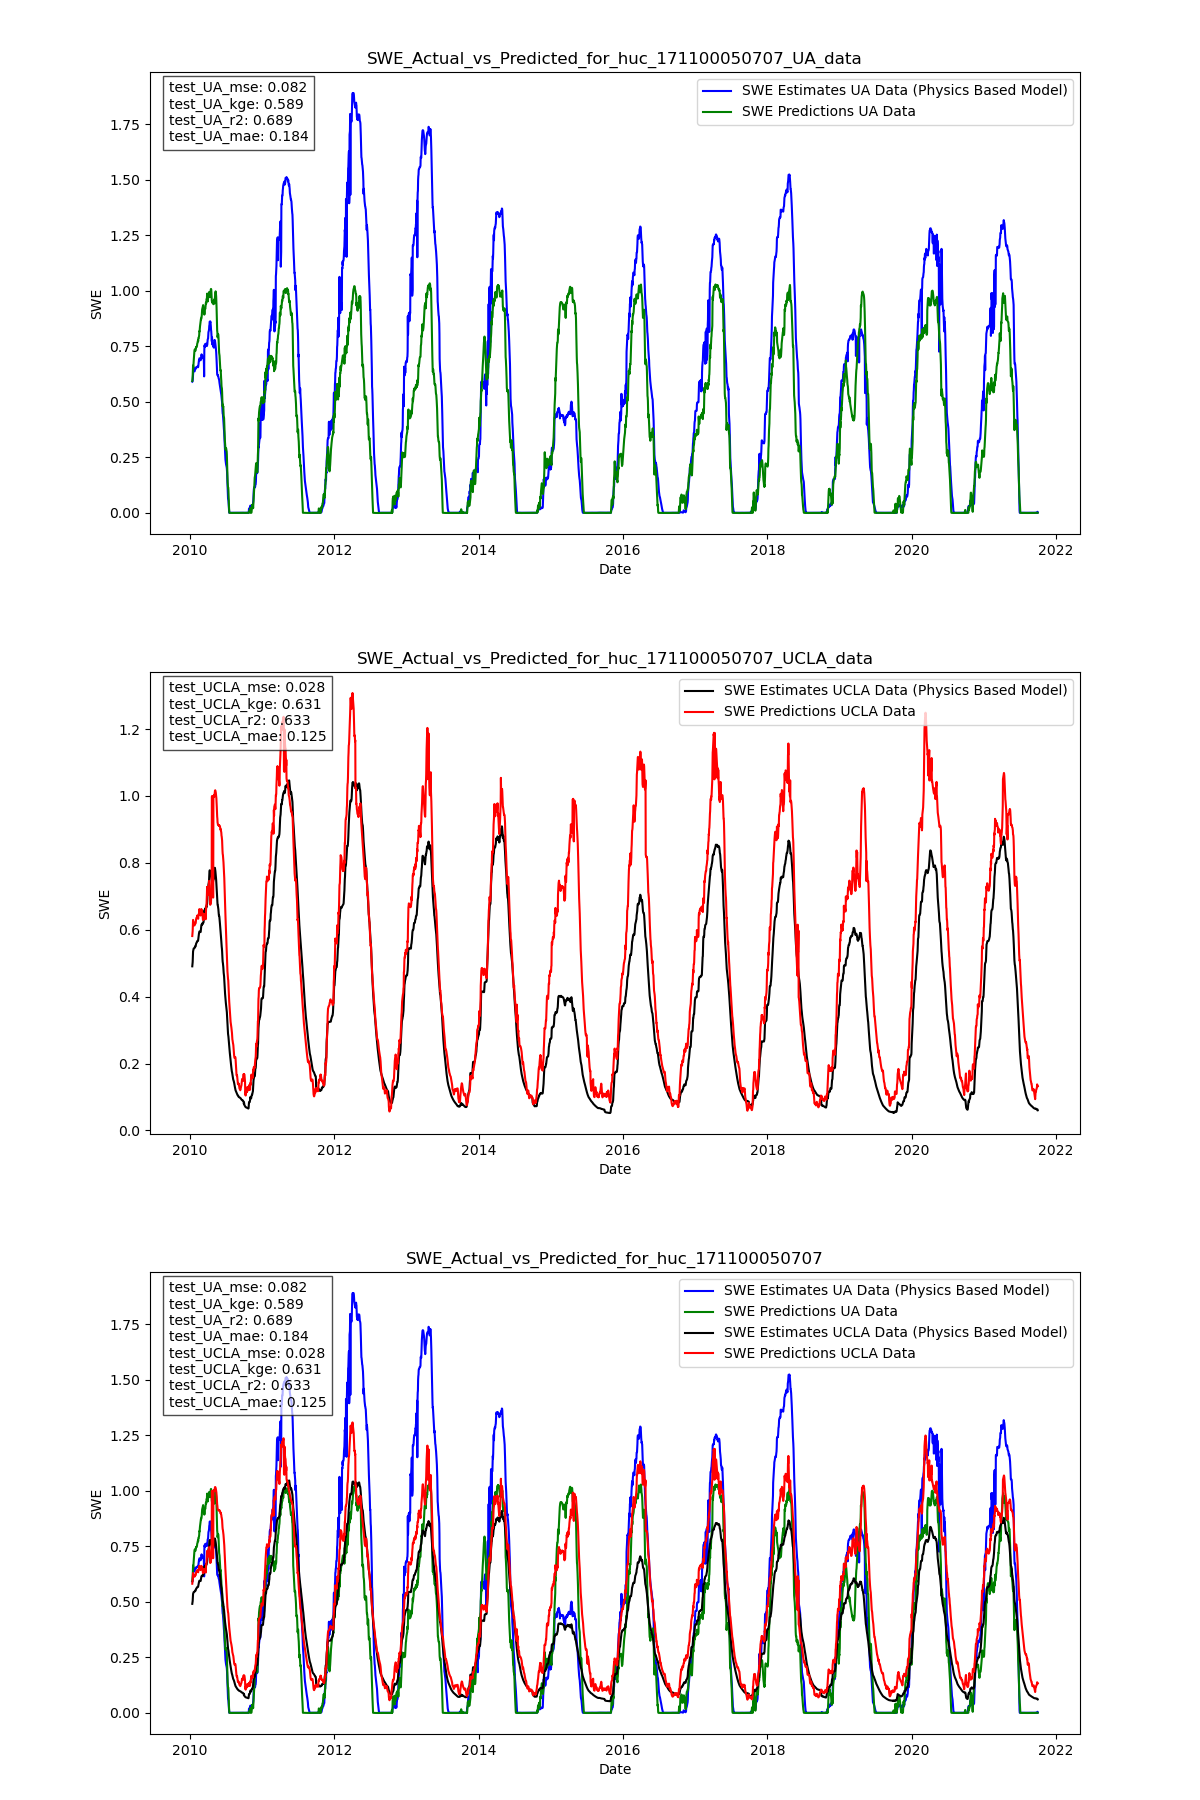 SWE_Actual_vs_Predicted_for_huc_171100050707_UA_data
test_UA_mse: 0.082
test_UA_kge: 0.589
test_UA_r2: 0.689
test_UA_mae: 0.184
SWE Estimates UA Data (Physics Based Model)
SWE Predictions UA Data
1.75
1.50
1.25
1.00
0.75
0.50
0.25
0.00
SWE
2010 2012 2014 2016 2018 2020 2022
Date
SWE_Actual_vs_Predicted_for_huc_171100050707_UCLA_data
test_UCLA_mse: 0.028
test_UCLA_kge: 0.631
test_UCLA_r2: 0.633
test_UCLA_mae: 0.125
SWE Estimates UCLA Data (Physics Based Model)
SWE Predictions UCLA Data
1.2
1.0
0.8
0.6
0.4
0.2
0.0
SWE
2010 2012 2014 2016 2018 2020 2022
Date
SWE_Actual_vs_Predicted_for_huc_171100050707
test_UA_mse: 0.082
test_UA_kge: 0.589
test_UA_r2: 0.689
test_UA_mae: 0.184
test_UCLA_mse: 0.028
test_UCLA_kge: 0.631
test_UCLA_r2: 0.633
test_UCLA_mae: 0.125
SWE Estimates UA Data (Physics Based Model)
SWE Predictions UA Data
SWE Estimates UCLA Data (Physics Based Model)
SWE Predictions UCLA Data
1.75
1.50
1.25
1.00
0.75
0.50
0.25
0.00
SWE
2010 2012 2014 2016 2018 2020 2022
Date